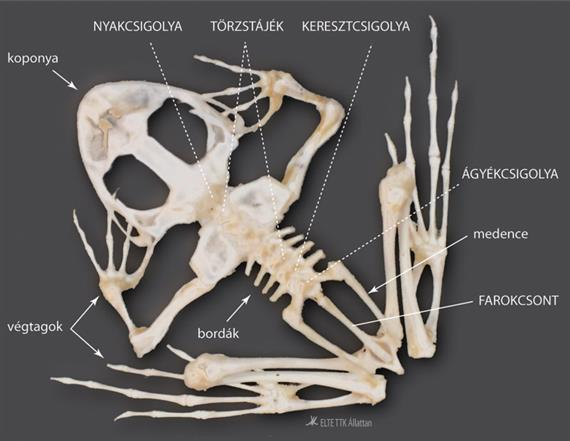 NYAKCSIGOLYA
TÖRZSTÁJÉK
KERESZTCSIGOLYA
koponya
ÁGYÉKCSIGOLYA
medence
FAROKCSONT
végtagok
bordák
ELTE TTK Állattan